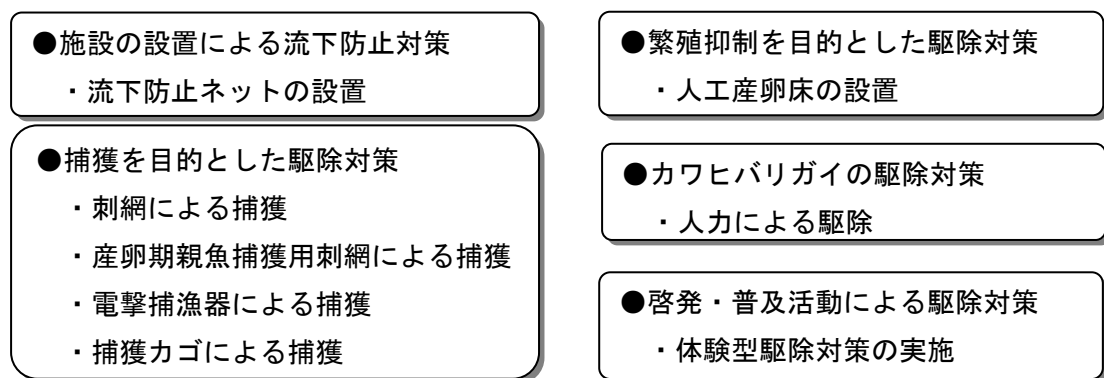 ●施設の設置による流下防止対策
・流下防止ネットの設置
●捕獲を目的とした駆除対策
・刺網による捕獲
・産卵期親魚捕獲用刺網による捕獲
・電撃捕漁器による捕獲
・捕獲カゴによる捕獲
●繁殖抑制を目的とした駆除対策
・人工産卵床の設置
●カワヒバリガイの駆除対策
・人力による駆除
●啓発・普及活動による駆除対策
・体験型駆除対策の実施